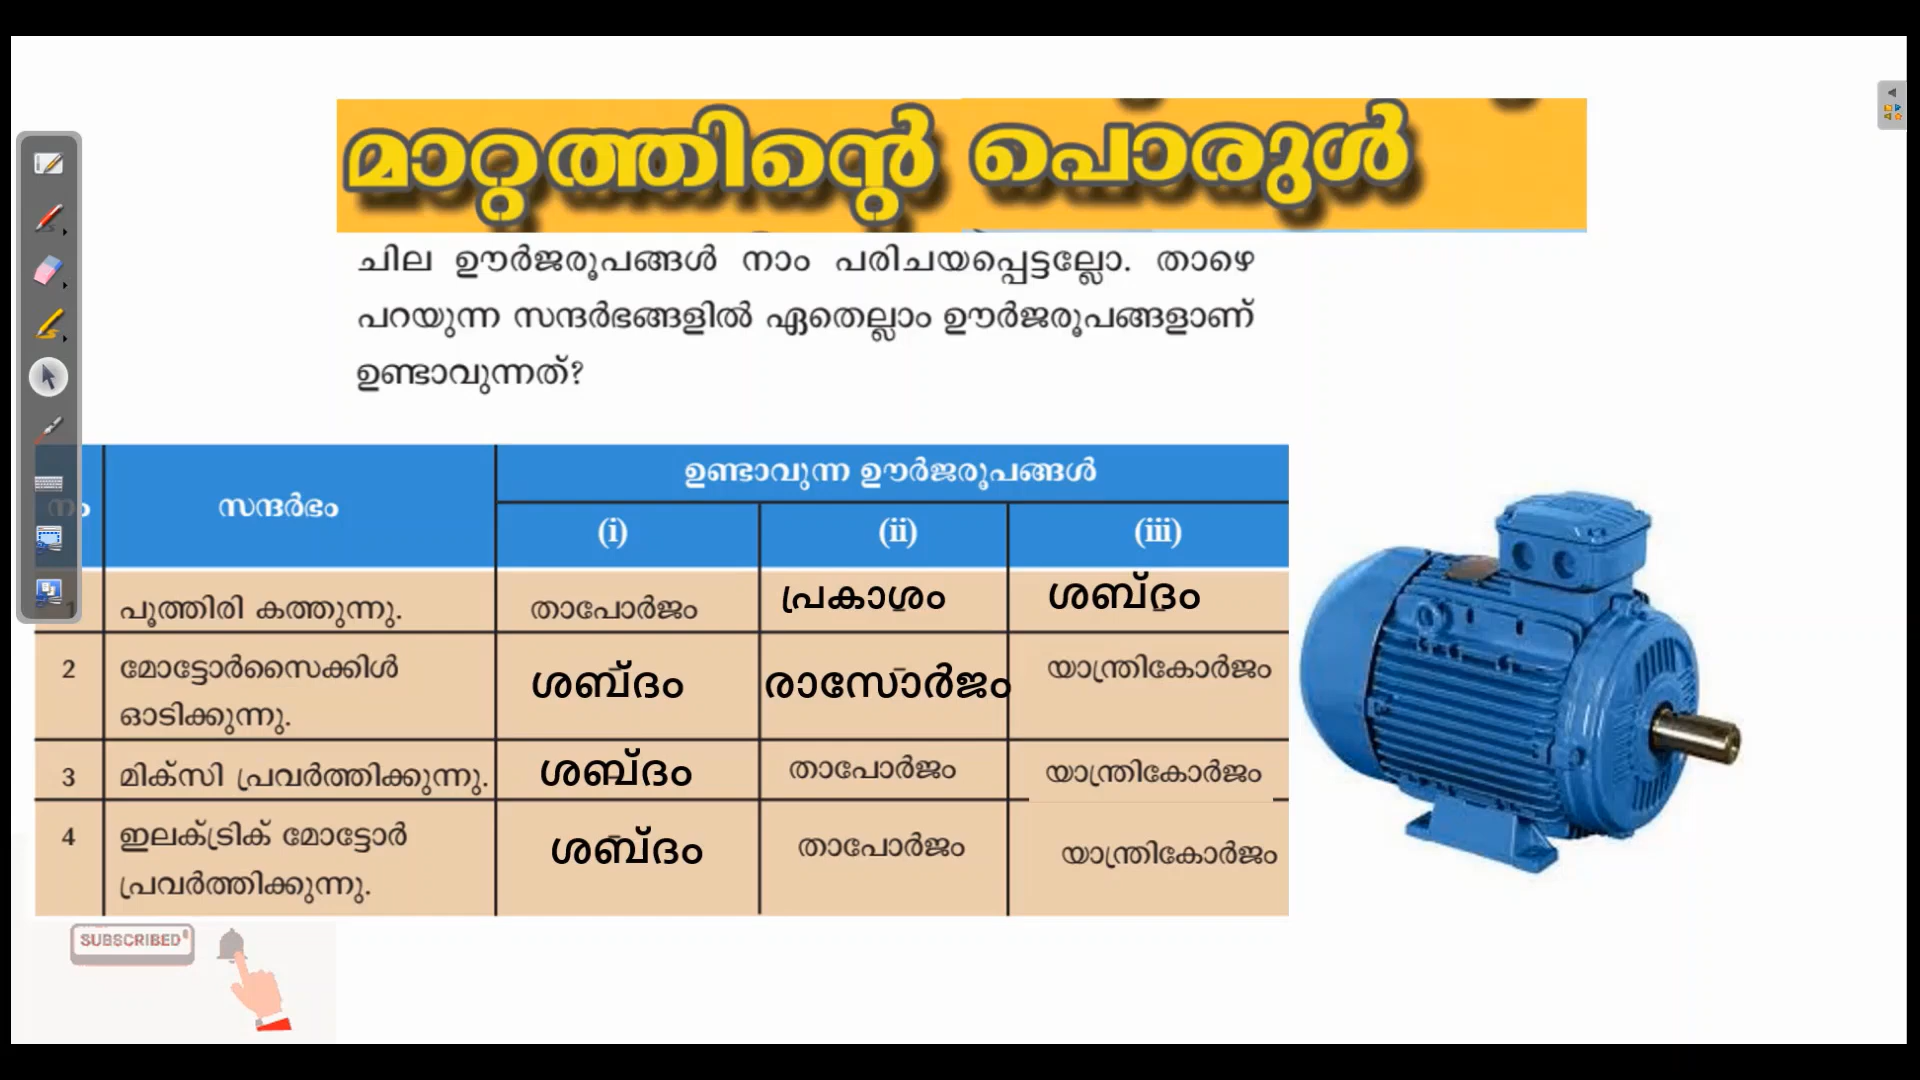 മാറ്റത്തിന്റെ പൊരുൾ
ചില ഊർജരൂപങ്ങൾ നാം പരിചയപ്പെട്ടല്ലോ. താഴെ
പറയുന്ന സന്ദർഭങ്ങളിൽ ഏതെല്ലാം ഊർജരൂപങ്ങളാണ്
ഉണ്ടാവുന്നത്?
നം
സന്ദർഭം
ഉണ്ടാവുന്ന ഊർജരൂപങ്ങൾ
(i) (ii) (iii)
1 പൂത്തിരി കത്തുന്നു. താപോർജം പ്രകാശം ശബ്ദം
2 മോട്ടോർസൈക്കിൾ ശബ്ദം രാസോർജം യാന്ത്രികോർജം
ഓടിക്കുന്നു.
3 മിക്സി പ്രവർത്തിക്കുന്നു. ശബ്ദം താപോർജം യാന്ത്രികോർജം
4 ഇലക്ട്രിക് മോട്ടോർ ശബ്ദം താപോർജം യാന്ത്രികോർജം
പ്രവർത്തിക്കുന്നു.
SUBSCRIBED